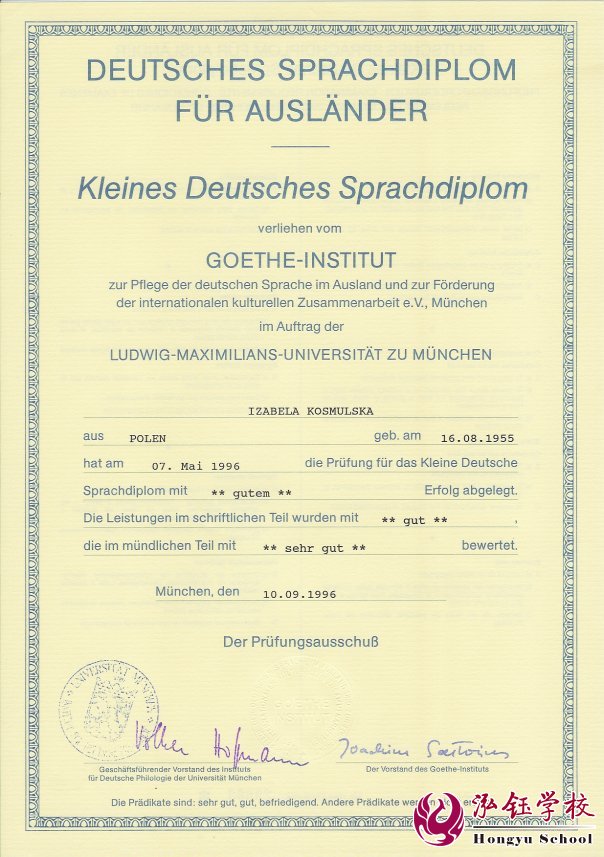 DEUTSCHES SPRACHDIPLOM
FÜR AUSLÄNDER
Kleines Deutsches Sprachdiplom
verliehen vom
GOETHE-INSTITUT
zur Pflege der deutschen Sprache im Ausland und zur Förderung
der internationalen kulturellen Zusammenarbeit e.V., München
im Auftrag der
LUDWIG-MAXIMILIANS-UNIVERSITÄT ZU MÜNCHEN
IZABELA KOSMULSKA
aus POLEN geb. am 16.08.1955
hat am 07. Mai 1996 die Prüfung für das Kleine Deutsche
Sprachdiplom mit ** gutem ** Erfolg abgelegt.
Die Leistungen im schriftlichen Teil wurden mit ** gut ** ,
die im mündlichen Teil mit ** sehr gut ** bewertet.
München, den 10.09.1996
Der Prüfungsausschuß
Volker Hofmann
Joachim Sartorius
Geschäftsführender Vorstand des Instituts
für Deutsche Philologie der Universität München
Der Vorstand des Goethe-Instituts
Die Prädikate sind: sehr gut, gut, befriedigend. Andere Prädikate
泓钰学校
Hongyu School